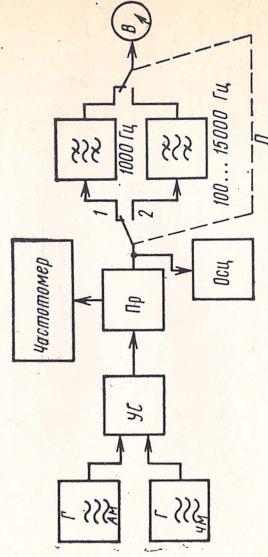 Г
АМ
Г
ЧМ
УС
Частотомер
Пр
Осц
1
2
1000 Гц
100... 15000 Гц
П
В